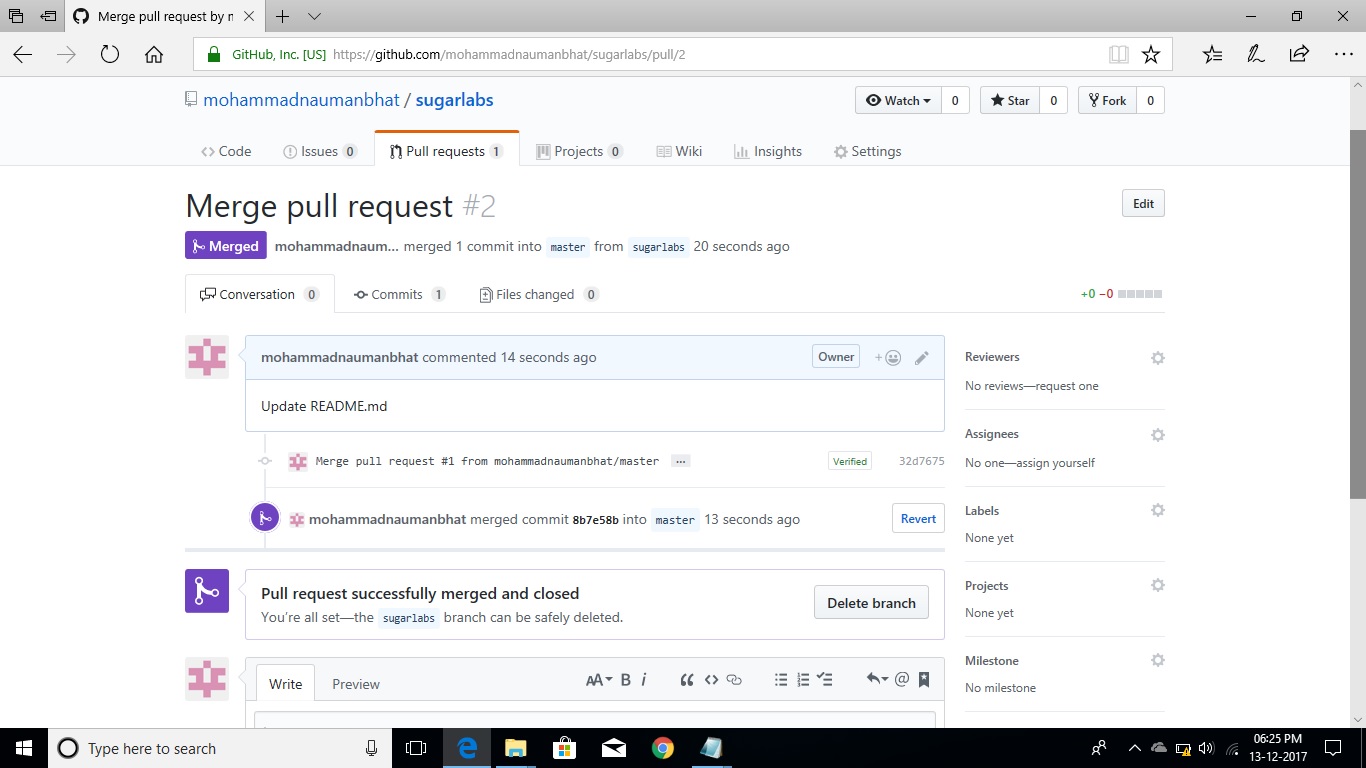 Merge pull request by n
GitHub, Inc. [US] https://github.com/mohammadnaumanbhat/sugarlabs/pull/2
mohammadnaumanbhat / sugarlabs
Watch 0 Star 0 Fork 0
Code Issues 0 Pull requests 1 Projects 0 Wiki Insights Settings
Merge pull request #2
Edit
Merged mohammadnaum... merged 1 commit into master from sugarlabs 20 seconds ago
Conversation 0 Commits 1 Files changed 0 +0 −0
mohammadnaumanbhat commented 14 seconds ago Owner +
Update README.md
Merge pull request #1 from mohammadnaumanbhat/master ... Verified 32d7675
mohammadnaumanbhat merged commit 8b7e58b into master 13 seconds ago Revert
Pull request successfully merged and closed
You're all set—the sugarlabs branch can be safely deleted.
Delete branch
Write Preview AA B i @
Reviewers
No reviews—request one
Assignees
No one—assign yourself
Labels
None yet
Projects
None yet
Milestone
No milestone
Type here to search
06:25 PM
13-12-2017